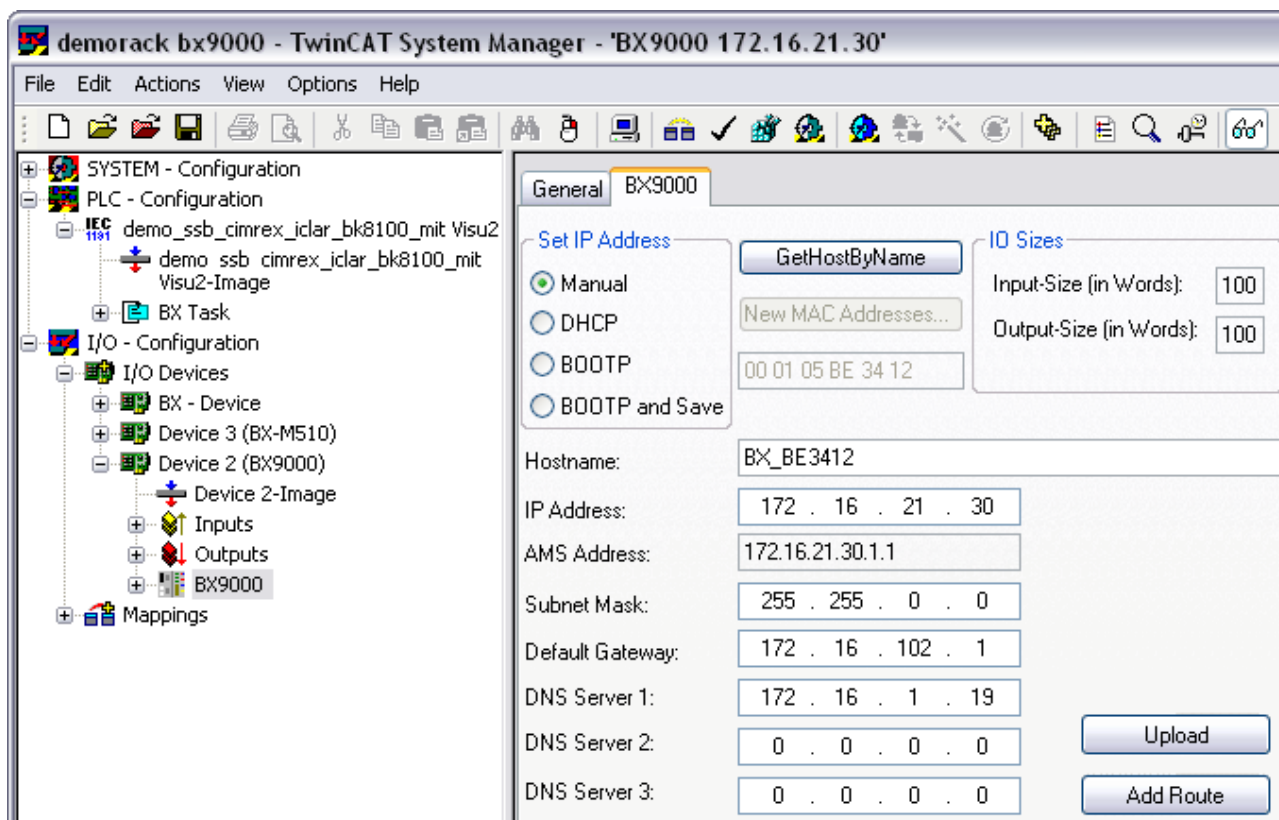 demorack bx9000 - TwinCAT System Manager - 'BX9000 172.16.21.30'
File Edit Actions View Options Help
SYSTEM - Configuration
PLC - Configuration
IEC 1131
demo_ssb_cimrex_iclar_bk8100_mit Visu2
demo_ssb_cimrex_iclar_bk8100_mit
Visu2-Image
BX Task
I/O - Configuration
I/O Devices
BX - Device
Device 3 (BX-M510)
Device 2 (BX9000)
Device 2-Image
Inputs
Outputs
BX9000
Mappings
General BX9000
Set IP Address
Manual
DHCP
BOOTP
BOOTP and Save
GetHostByName
New MAC Addresses...
00 01 05 BE 34 12
IO Sizes
Input-Size (in Words): 100
Output-Size (in Words): 100
Hostname: BX_BE3412
IP Address: 172 . 16 . 21 . 30
AMS Address: 172.16.21.30.1.1
Subnet Mask: 255 . 255 . 0 . 0
Default Gateway: 172 . 16 . 102 . 1
DNS Server 1: 172 . 16 . 1 . 19
DNS Server 2: 0 . 0 . 0 . 0
DNS Server 3: 0 . 0 . 0 . 0
Upload
Add Route